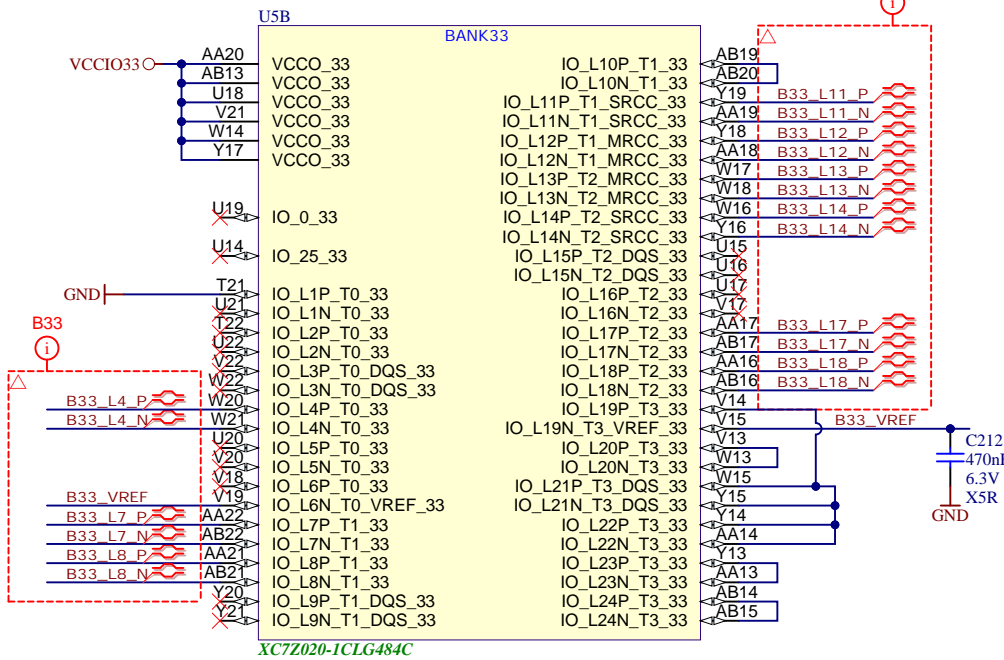 U5B
BANK33
VCCIO33
AA20 VCCO_33
AB13 VCCO_33
U18 VCCO_33
V21 VCCO_33
W14 VCCO_33
Y17 VCCO_33
U19 IO_0_33
U14 IO_25_33
GND T21 IO_L1P_T0_33
U21 IO_L1N_T0_33
T22 IO_L2P_T0_33
U22 IO_L2N_T0_33
V22 IO_L3P_T0_DQS_33
W22 IO_L3N_T0_DQS_33
B33
i
B33_L4_P W20 IO_L4P_T0_33
B33_L4_N W21 IO_L4N_T0_33
U20 IO_L5P_T0_33
V20 IO_L5N_T0_33
V18 IO_L6P_T0_33
B33_VREF V19 IO_L6N_T0_VREF_33
B33_L7_P AA22 IO_L7P_T1_33
B33_L7_N AB22 IO_L7N_T1_33
B33_L8_P AA21 IO_L8P_T1_33
B33_L8_N AB21 IO_L8N_T1_33
Y20 IO_L9P_T1_DQS_33
Y21 IO_L9N_T1_DQS_33
i
IO_L10P_T1_33 AB19
IO_L10N_T1_33 AB20
IO_L11P_T1_SRCC_33 Y19 B33_L11_P
IO_L11N_T1_SRCC_33 AA19 B33_L11_N
IO_L12P_T1_MRCC_33 Y18 B33_L12_P
IO_L12N_T1_MRCC_33 AA18 B33_L12_N
IO_L13P_T2_MRCC_33 W17 B33_L13_P
IO_L13N_T2_MRCC_33 W18 B33_L13_N
IO_L14P_T2_SRCC_33 W16 B33_L14_P
IO_L14N_T2_SRCC_33 Y16 B33_L14_N
IO_L15P_T2_DQS_33 U15
IO_L15N_T2_DQS_33 U16
IO_L16P_T2_33 U17
IO_L16N_T2_33 V17
IO_L17P_T2_33 AA17 B33_L17_P
IO_L17N_T2_33 AB17 B33_L17_N
IO_L18P_T2_33 AA16 B33_L18_P
IO_L18N_T2_33 AB16 B33_L18_N
IO_L19P_T3_33 V14
IO_L19N_T3_VREF_33 V15 B33_VREF
IO_L20P_T3_33 V13
IO_L20N_T3_33 W13
IO_L21P_T3_DQS_33 W15
IO_L21N_T3_DQS_33 Y15
IO_L22P_T3_33 Y14
IO_L22N_T3_33 AA14
IO_L23P_T3_33 Y13
IO_L23N_T3_33 AA13
IO_L24P_T3_33 AB14
IO_L24N_T3_33 AB15
C212
6.3V
X5R
GND
XC7Z020-1CLG484C